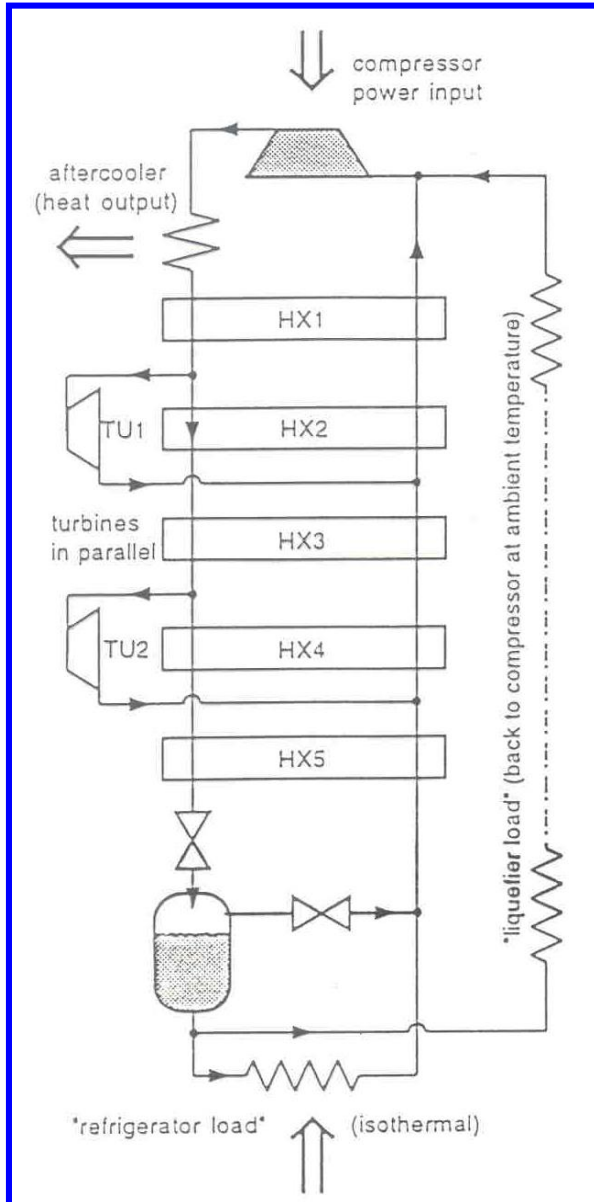 compressor
power input
aftercooler
(heat output)
HX1
TU1
HX2
turbines
in parallel
HX3
TU2
HX4
HX5
"liquefier load" (back to compressor at ambient temperature)
"refrigerator load" (isothermal)